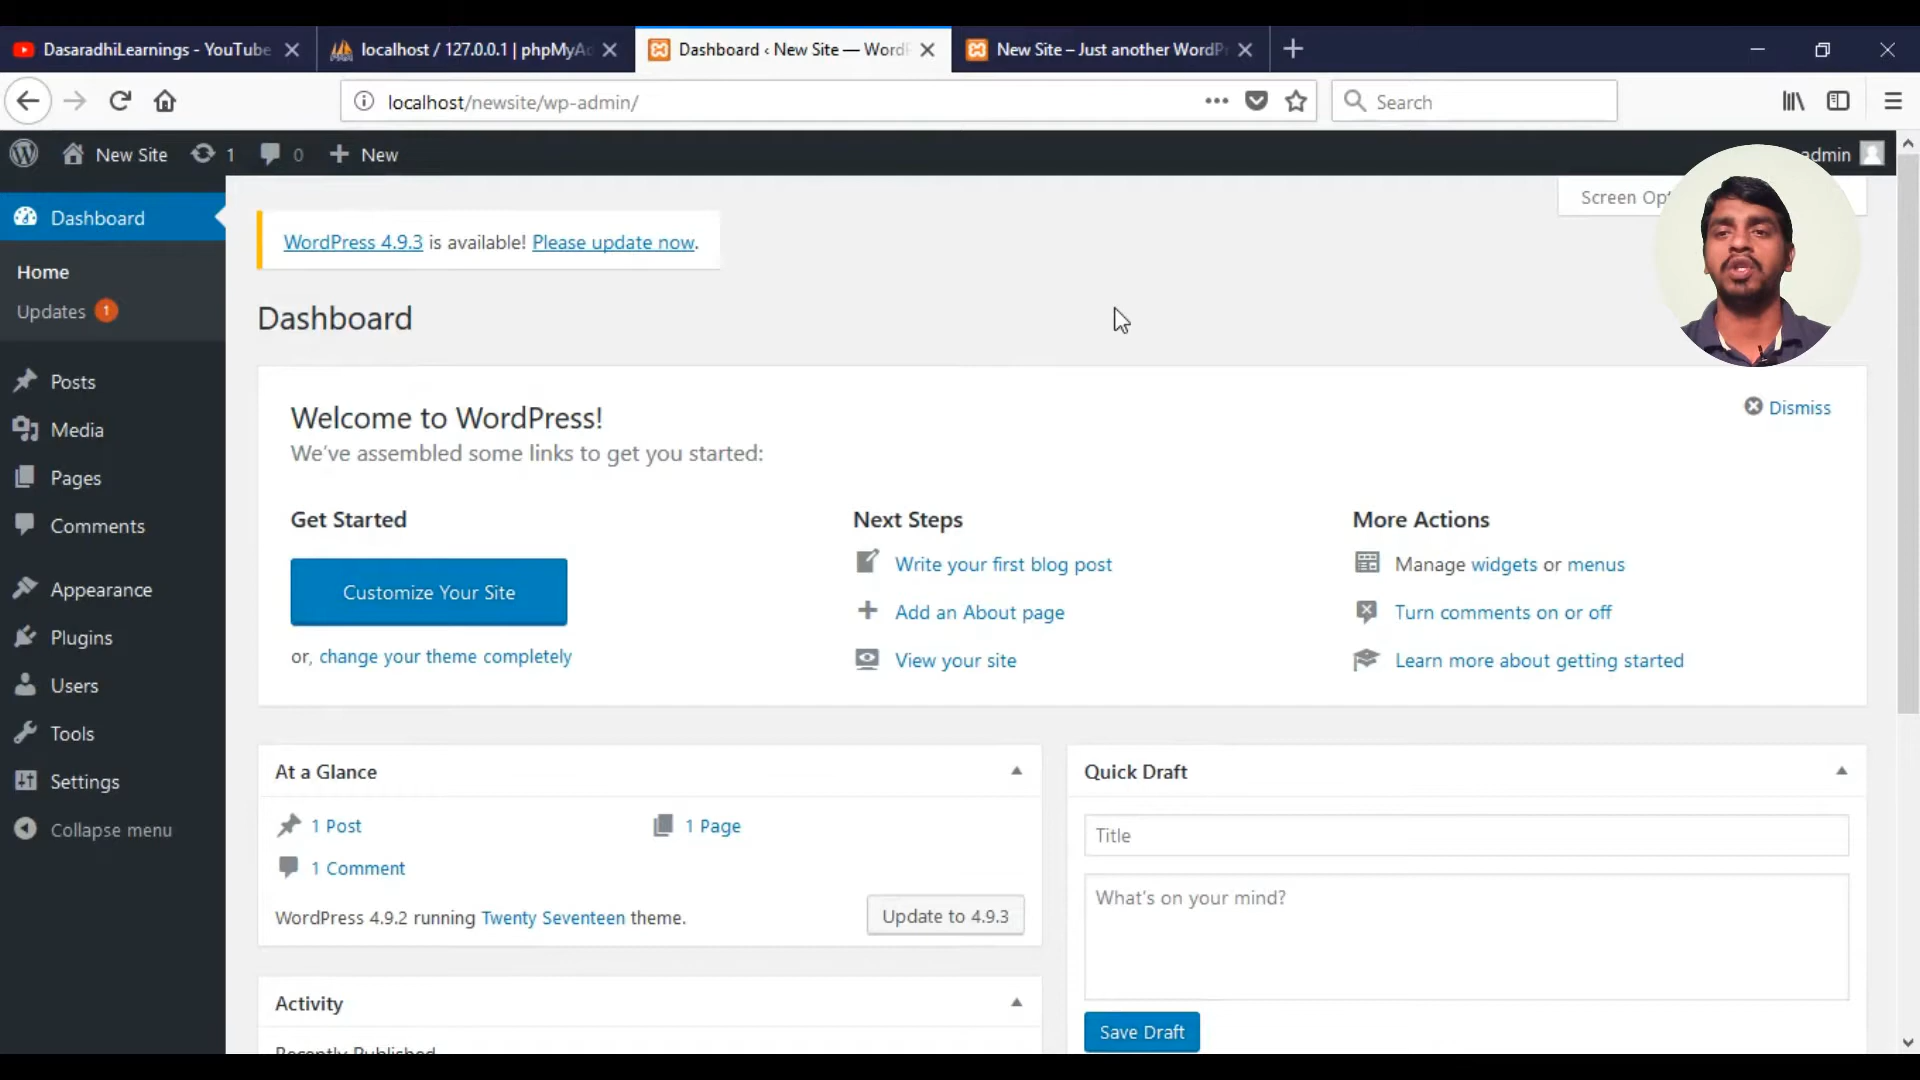 DasaradhiLearnings - YouTube
localhost / 127.0.0.1 | phpMyAd
Dashboard ‹ New Site — WordP
New Site – Just another WordPr
localhost/newsite/wp-admin/
Search
New Site
1
0
New
admin
Dashboard
Home
Updates 1
Posts
Media
Pages
Comments
Appearance
Plugins
Users
Tools
Settings
Collapse menu
Screen Opt
WordPress 4.9.3 is available! Please update now.
Dashboard
Welcome to WordPress!
We've assembled some links to get you started:
Dismiss
Get Started
Customize Your Site
or, change your theme completely
Next Steps
Write your first blog post
Add an About page
View your site
More Actions
Manage widgets or menus
Turn comments on or off
Learn more about getting started
At a Glance
1 Post
1 Page
1 Comment
WordPress 4.9.2 running Twenty Seventeen theme.
Update to 4.9.3
Activity
Recently Published
Quick Draft
Title
What's on your mind?
Save Draft